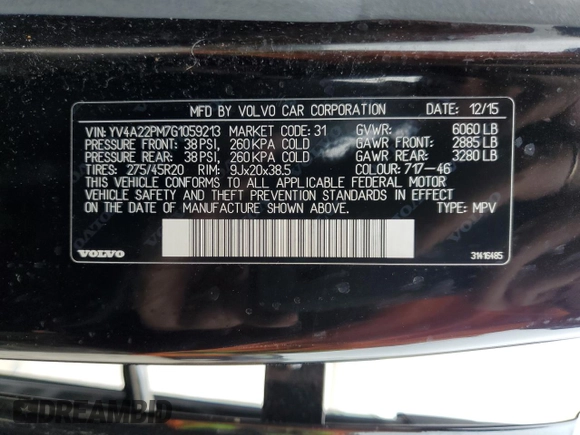 MFD BY VOLVO CAR CORPORATION DATE: 12/15
VIN: YV4A22PM7G1059213 MARKET CODE: 31 GVWR: 6060 LB
PRESSURE FRONT: 38 PSI, 260 KPA COLD GAWR FRONT: 2885 LB
PRESSURE REAR: 38 PSI, 260 KPA COLD GAWR REAR: 3280 LB
TIRES: 275/45R20 RIM: 9Jx20x38.5 COLOUR: 717-46
THIS VEHICLE CONFORMS TO ALL APPLICABLE FEDERAL MOTOR
VEHICLE SAFETY AND THEFT PREVENTION STANDARDS IN EFFECT
ON DATE OF MANUFACTURE SHOWN ABOVE. TYPE: MPV
VOLVO 31416485
DREAMBID